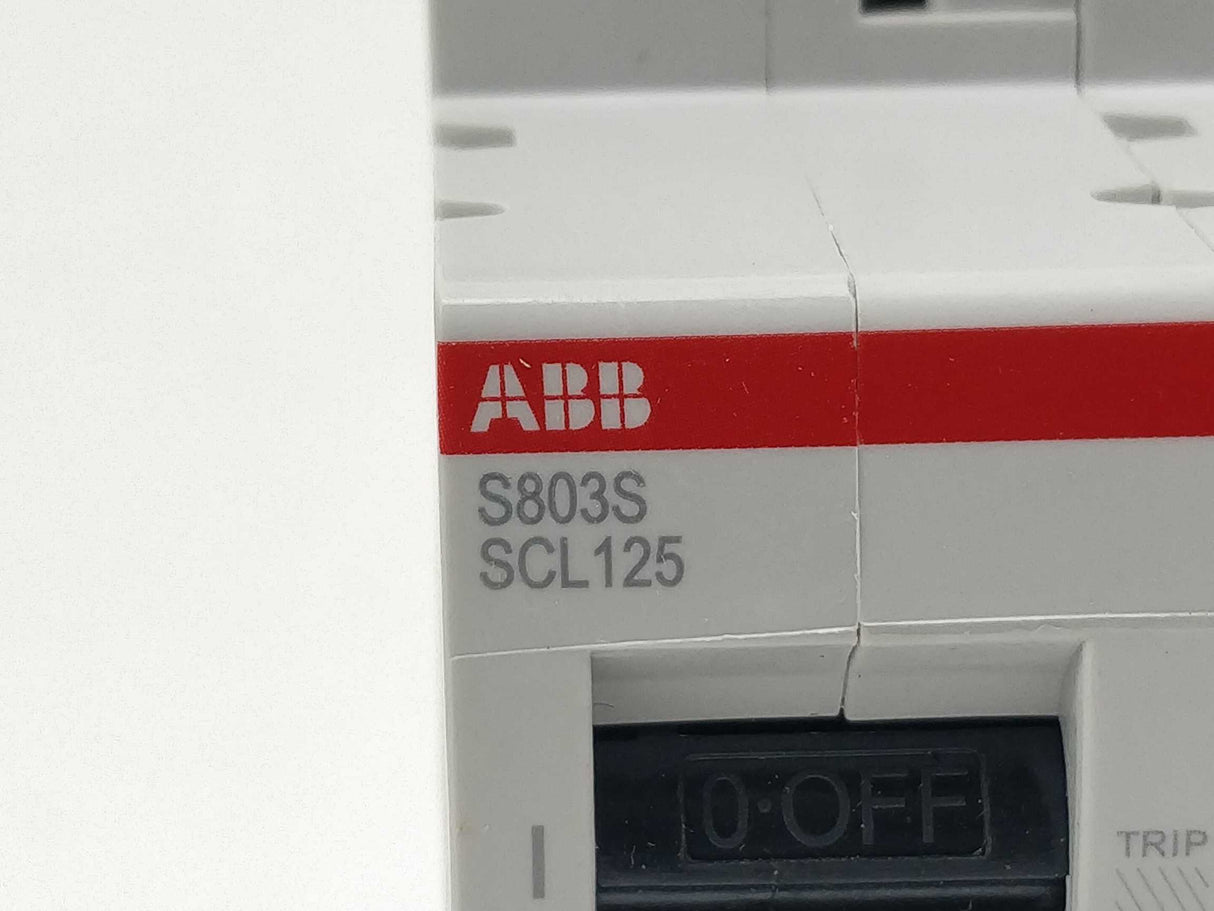 ABB
S803S
SCL125
0·OFF
I
TRIP